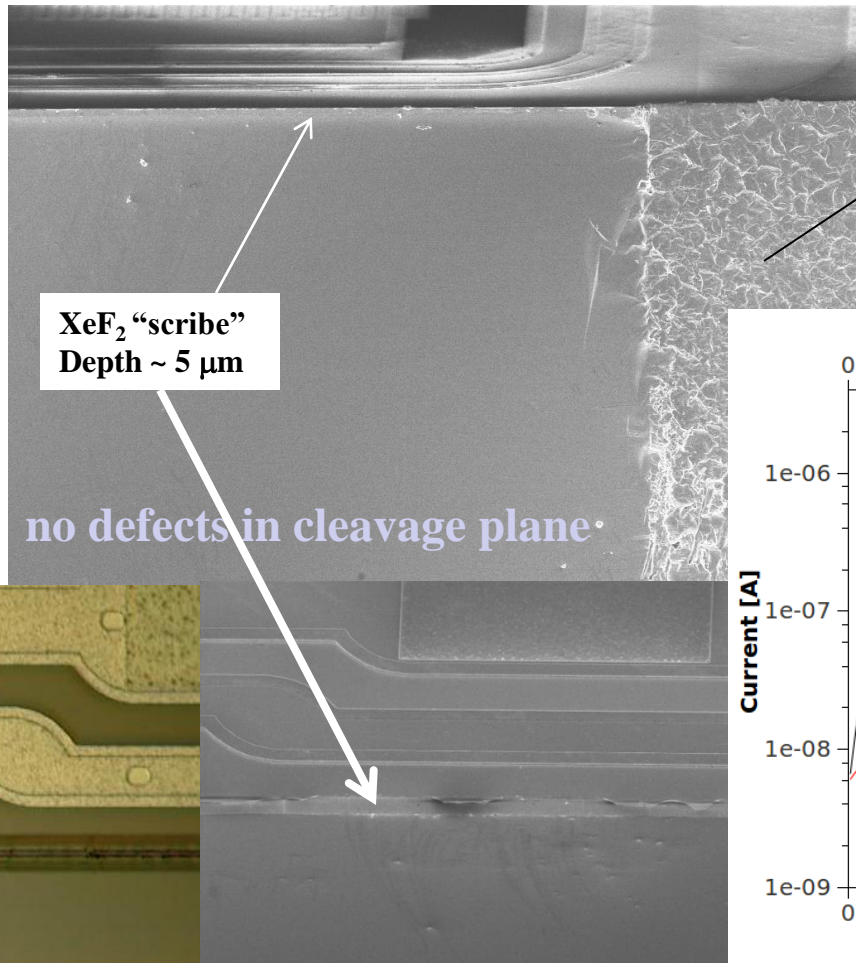 XeF₂ “scribe”
Depth ~ 5 μm
no defects in cleavage plane
0
1e-06
1e-07
1e-08
1e-09
0
Current [A]